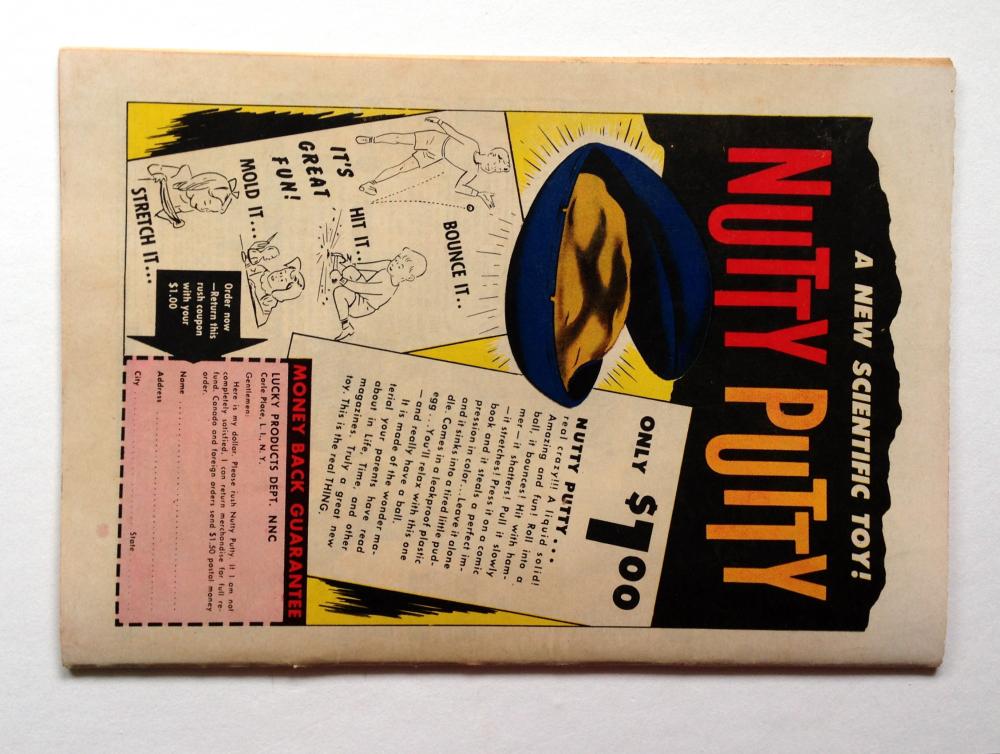 A NEW SCIENTIFIC TOY!
NUTTY PUTTY
ONLY $1.00
NUTTY PUTTY...
real crazy!!! A liquid solid!
Amazing and fun! Roll into a
ball, it bounces! Hit with ham-
mer — it shatters! Pull it slowly
— it stretches! Press it on a comic
book and it steals a perfect im-
pression in color... Leave it alone
and it sinks into a tired little pud-
dle. Comes in a leakproof plastic
egg... You'll relax with this one
— and really have a ball.
It is made of the wonder ma-
terial your parents have read
about in Life, Time, and other
magazines. Truly a great new
toy. This is the real THING.
BOUNCE IT..
HIT IT..
IT'S
GREAT
FUN!
MOLD IT...
STRETCH IT...
Order now
—Return this
rush coupon
with your
$1.00
MONEY BACK GUARANTEE
LUCKY PRODUCTS DEPT. NNC
Carle Place, L. I., N. Y.
Gentlemen:
Here is my dollar. Please rush Nutty Putty. If I am not
completely satisfied, I can return merchandise for full re-
fund. Canada and foreign orders send $1.50 postal money
order.
Name
Address
City State